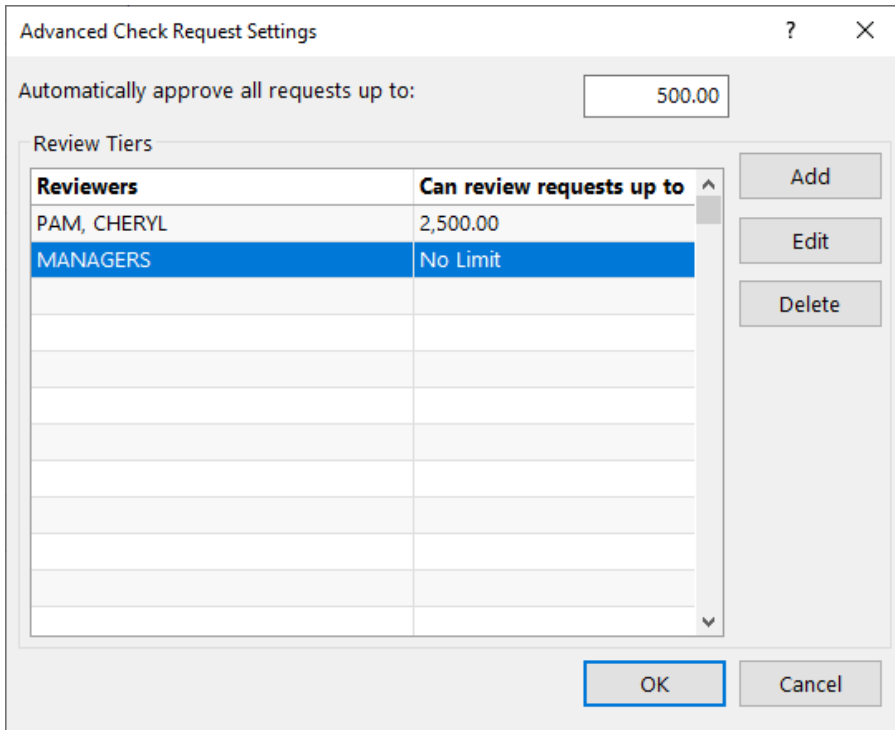 Advanced Check Request Settings ?
Automatically approve all requests up to: 500.00
Review Tiers
Reviewers Can review requests up to
PAM, CHERYL 2,500.00
MANAGERS No Limit
Add
Edit
Delete
OK Cancel